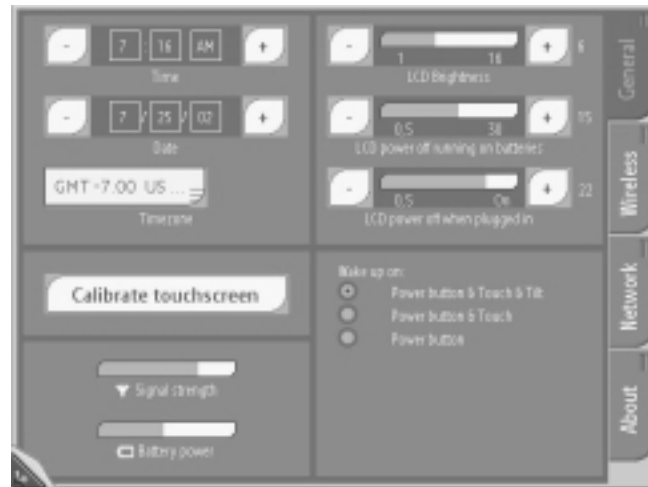 - 7 : 16 AM +
Time
- 7 / 25 / 02 +
Date
GMT -7.00 US ...
Timezone
- 1 16 + 6
LCD Brightness
- 0.5 30 + 15
LCD power off running on batteries
- 0.5 On + 22
LCD power off when plugged in
Calibrate touchscreen
Signal strength
Battery power
Wake up on:
Power button & Touch & Tilt
Power button & Touch
Power button
General
Wireless
Network
About